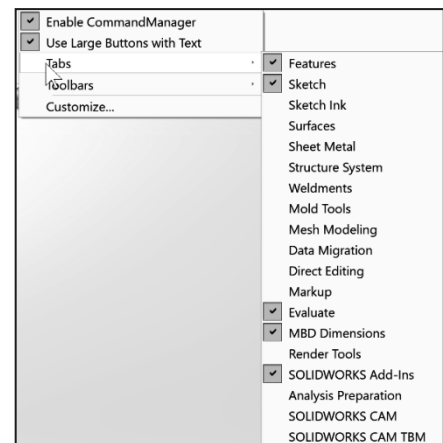 Enable CommandManager
Use Large Buttons with Text
Tabs
Toolbars
Customize...
Features
Sketch
Sketch Ink
Surfaces
Sheet Metal
Structure System
Weldments
Mold Tools
Mesh Modeling
Data Migration
Direct Editing
Markup
Evaluate
MBD Dimensions
Render Tools
SOLIDWORKS Add-Ins
Analysis Preparation
SOLIDWORKS CAM
SOLIDWORKS CAM TBM